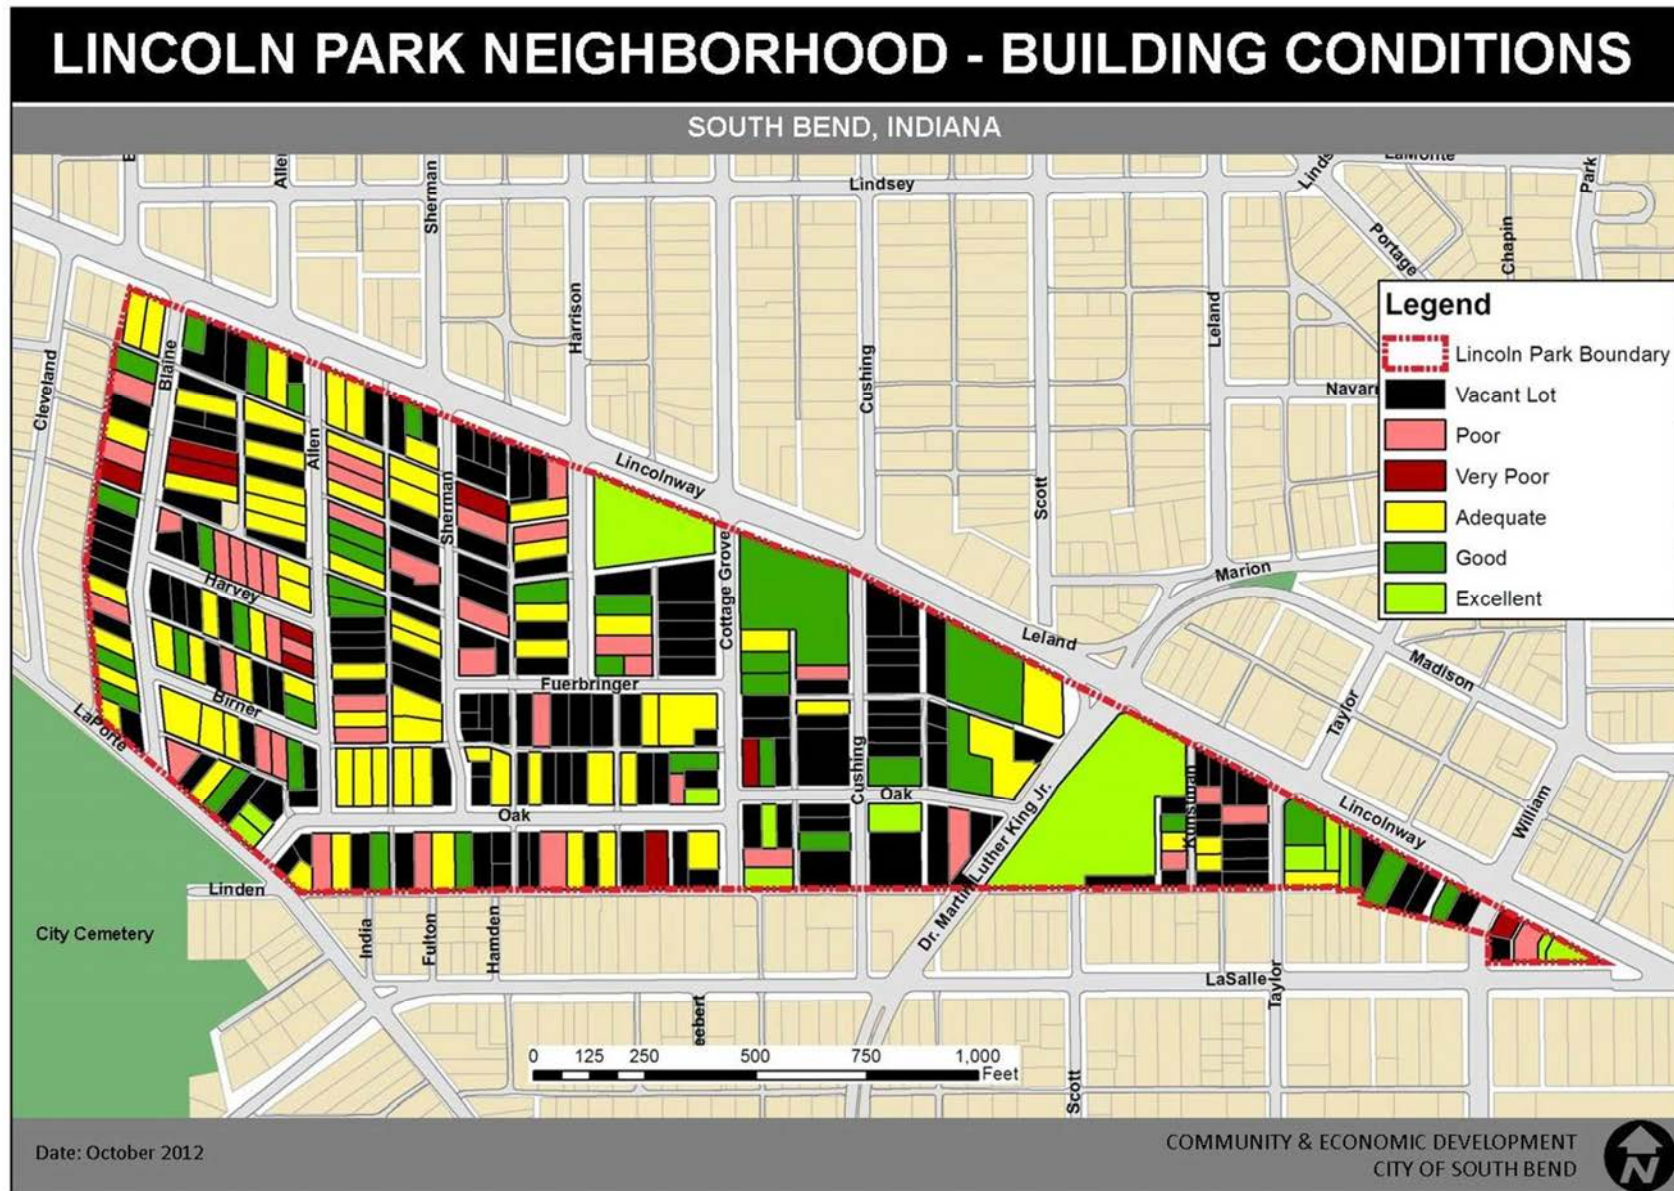 LINCOLN PARK NEIGHBORHOOD - BUILDING CONDITIONS
SOUTH BEND, INDIANA
Sherman
Lindsey
LaMonte
Park
Portage
Chapin
Harrison
Leland
Cushing
Navarr
Cleveland
Blaine
Allen
Sherman
Lincolnway
Scott
Cottage Grove
Marion
Leland
Madison
Harvey
Birner
Fuerbringer
LaPorte
Taylor
Cushing
Oak
Oak
Kunstman
Lincolnway
William
Dr. Martin Luther King Jr.
Linden
City Cemetery
India
Fulton
Hamden
LaSalle
Taylor
eebert
Scott
Legend
Lincoln Park Boundary
Vacant Lot
Poor
Very Poor
Adequate
Good
Excellent
0 125 250 500 750 1,000
Feet
Date: October 2012
COMMUNITY & ECONOMIC DEVELOPMENT
CITY OF SOUTH BEND
N